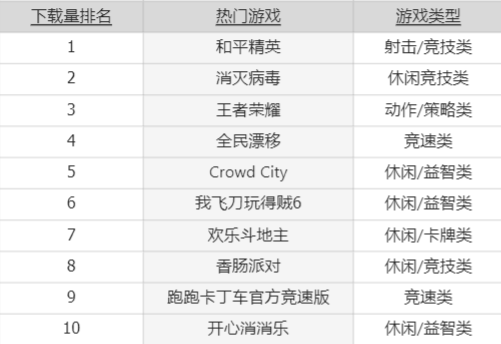 下载量排名 热门游戏 游戏类型
1 和平精英 射击/竞技类
2 消灭病毒 休闲竞技类
3 王者荣耀 动作/策略类
4 全民漂移 竞速类
5 Crowd City 休闲/益智类
6 我飞刀玩得贼6 休闲/益智类
7 欢乐斗地主 休闲/卡牌类
8 香肠派对 休闲/竞技类
9 跑跑卡丁车官方竞速版 竞速类
10 开心消消乐 休闲/益智类